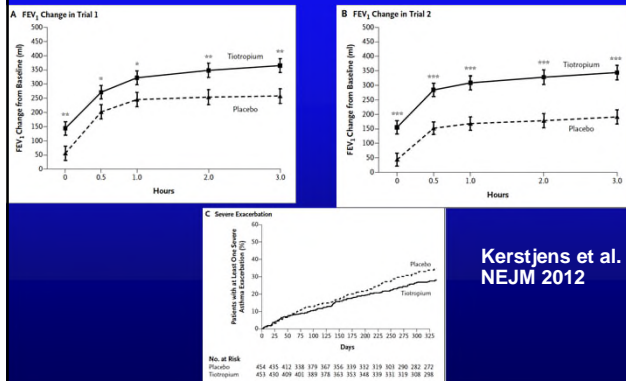 A FEV₁ Change in Trial 1
FEV₁ Change from Baseline (ml)
500
450
400
350
300
250
200
150
100
50
0
**
*
*
**
**
Tiotropium
Placebo
0 0.5 1.0 2.0 3.0
Hours
B FEV₁ Change in Trial 2
FEV₁ Change from Baseline (ml)
500
450
400
350
300
250
200
150
100
50
0
***
***
***
***
***
Tiotropium
Placebo
0 0.5 1.0 2.0 3.0
Hours
C Severe Exacerbation
Patients with at Least One Severe
Asthma Exacerbation (%)
60
50
40
30
20
10
0
Placebo
Tiotropium
0 25 50 75 100 125 150 175 200 225 250 275 300 325
Days
No. at Risk
Placebo 454 435 412 338 379 367 356 339 332 319 303 290 282 272
Tiotropium 453 430 409 401 389 378 363 353 348 339 331 319 308 298
Kerstjens et al.
NEJM 2012